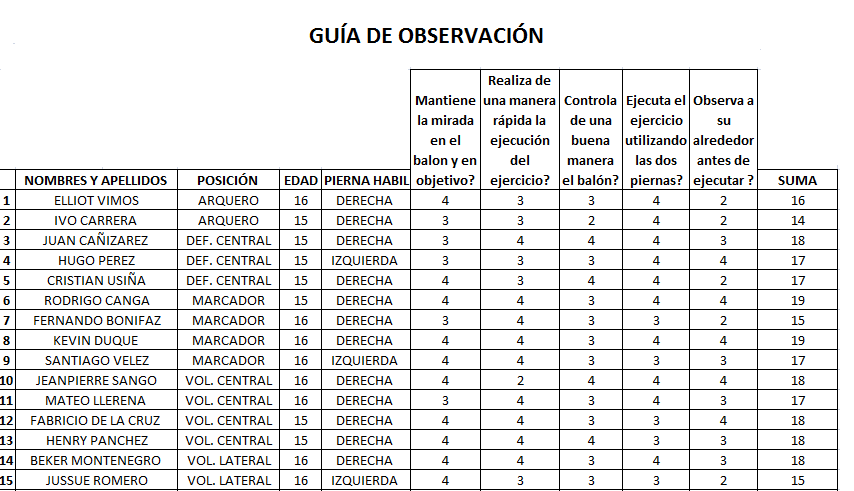 GUÍA DE OBSERVACIÓN
NOMBRES Y APELLIDOS POSICIÓN EDAD PIERNA HABIL Mantiene la mirada en el balon y en objetivo? Realiza de una manera rápida la ejecución del ejercicio? Controla de una buena manera el balón? Ejecuta el ejercicio utilizando las dos piernas? Observa a su alrededor antes de ejecutar ? SUMA
1 ELLIOT VIMOS ARQUERO 16 DERECHA 4 3 3 4 2 16
2 IVO CARRERA ARQUERO 15 DERECHA 3 3 2 4 2 14
3 JUAN CAÑIZAREZ DEF. CENTRAL 15 DERECHA 3 4 4 4 3 18
4 HUGO PEREZ DEF. CENTRAL 15 IZQUIERDA 3 3 3 4 4 17
5 CRISTIAN USIÑA DEF. CENTRAL 15 DERECHA 4 3 4 4 2 17
6 RODRIGO CANGA MARCADOR 15 DERECHA 4 4 3 4 4 19
7 FERNANDO BONIFAZ MARCADOR 16 DERECHA 3 4 3 3 2 15
8 KEVIN DUQUE MARCADOR 16 DERECHA 4 4 3 4 4 19
9 SANTIAGO VELEZ MARCADOR 16 IZQUIERDA 4 4 3 3 3 17
10 JEANPIERRE SANGO VOL. CENTRAL 16 DERECHA 4 2 4 4 4 18
11 MATEO LLERENA VOL. CENTRAL 16 DERECHA 3 4 3 4 3 17
12 FABRICIO DE LA CRUZ VOL. CENTRAL 15 DERECHA 4 4 3 3 4 18
13 HENRY PANCHEZ VOL. CENTRAL 15 DERECHA 4 4 4 3 3 18
14 BEKER MONTENEGRO VOL. LATERAL 16 DERECHA 4 4 3 4 3 18
15 JUSSUE ROMERO VOL. LATERAL 16 IZQUIERDA 4 3 3 3 2 15